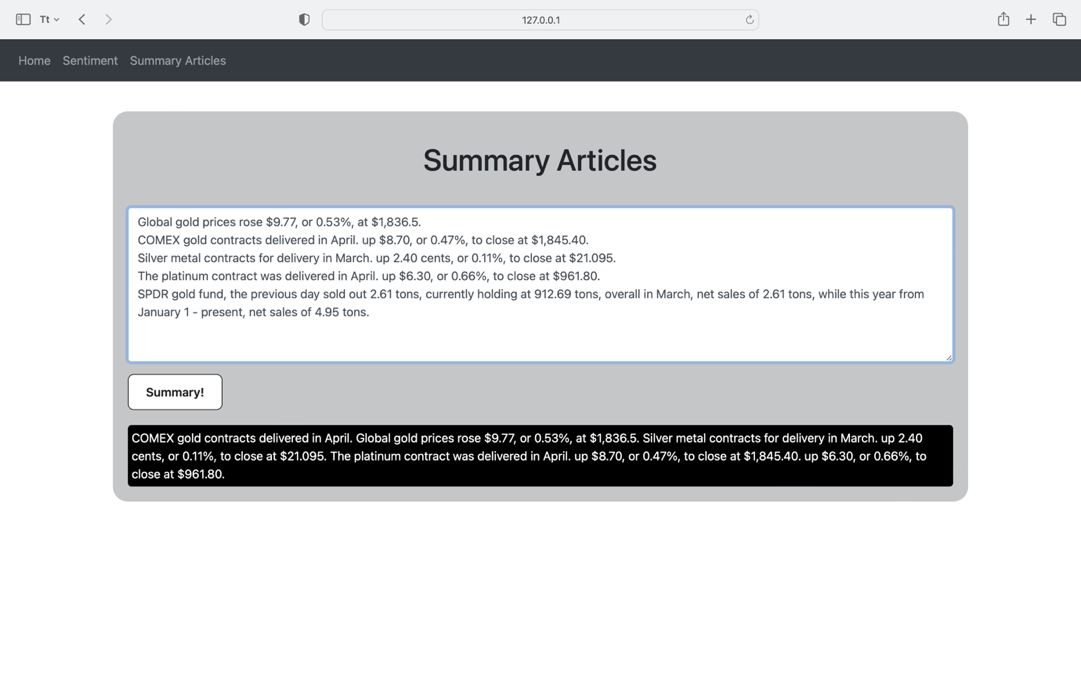 Tt
127.0.0.1
Home Sentiment Summary Articles
Summary Articles
Global gold prices rose $9.77, or 0.53%, at $1,836.5.
COMEX gold contracts delivered in April. up $8.70, or 0.47%, to close at $1,845.40.
Silver metal contracts for delivery in March. up 2.40 cents, or 0.11%, to close at $21.095.
The platinum contract was delivered in April. up $6.30, or 0.66%, to close at $961.80.
SPDR gold fund, the previous day sold out 2.61 tons, currently holding at 912.69 tons, overall in March, net sales of 2.61 tons, while this year from
January 1 - present, net sales of 4.95 tons.
Summary!
COMEX gold contracts delivered in April. Global gold prices rose $9.77, or 0.53%, at $1,836.5. Silver metal contracts for delivery in March. up 2.40
cents, or 0.11%, to close at $21.095. The platinum contract was delivered in April. up $8.70, or 0.47%, to close at $1,845.40. up $6.30, or 0.66%, to
close at $961.80.